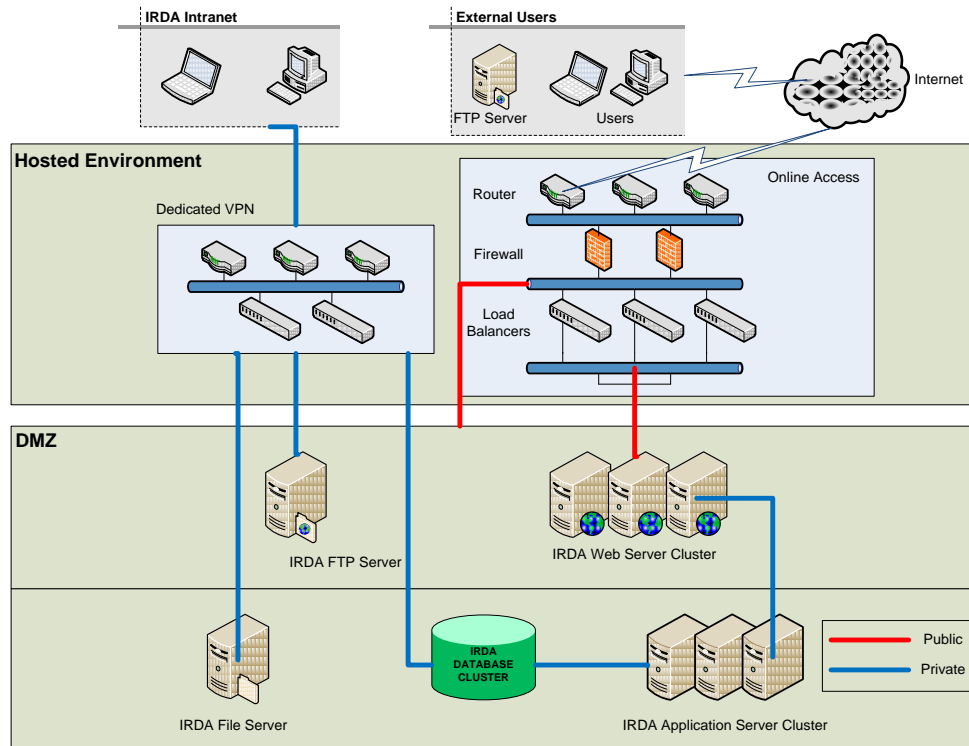 IRDA Intranet
External Users
FTP Server
Users
Internet
Hosted Environment
Dedicated VPN
Online Access
Router
Firewall
Load
Balancers
DMZ
IRDA FTP Server
IRDA Web Server Cluster
IRDA File Server
IRDA
DATABASE
CLUSTER
IRDA Application Server Cluster
Public
Private